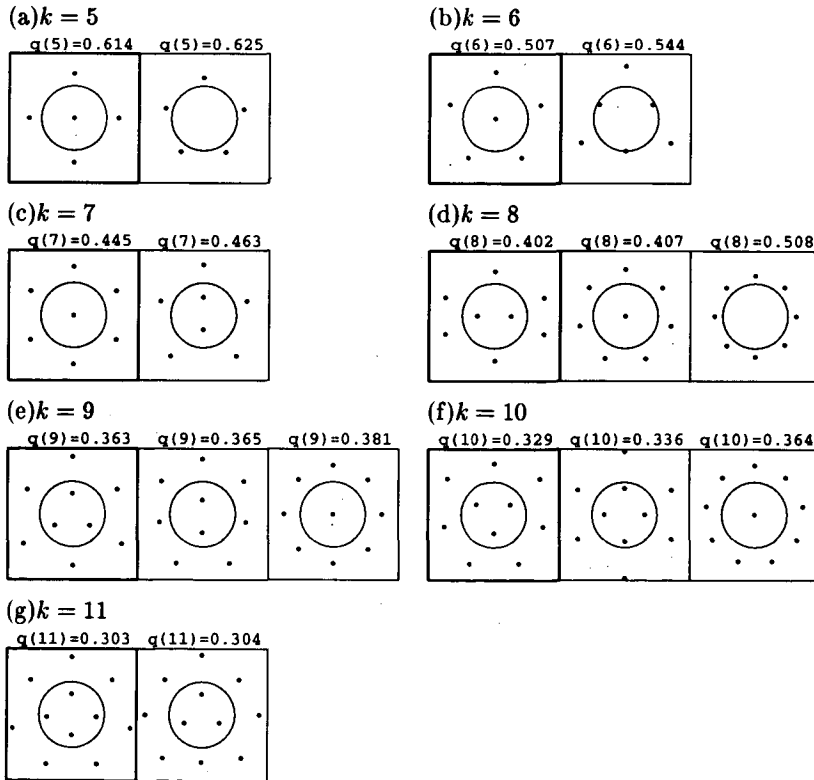 (a)k = 5
q(5)=0.614 q(5)=0.625
(b)k = 6
q(6)=0.507 q(6)=0.544
(c)k = 7
q(7)=0.445 q(7)=0.463
(d)k = 8
q(8)=0.402 q(8)=0.407 q(8)=0.508
(e)k = 9
q(9)=0.363 q(9)=0.365 q(9)=0.381
(f)k = 10
q(10)=0.329 q(10)=0.336 q(10)=0.364
(g)k = 11
q(11)=0.303 q(11)=0.304